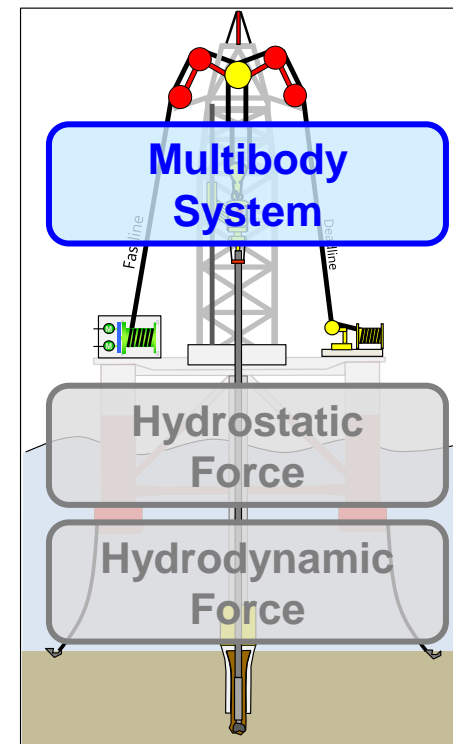 Multibody
System
Fastline
Deadline
M
M
Hydrostatic
Force
Hydrodynamic
Force